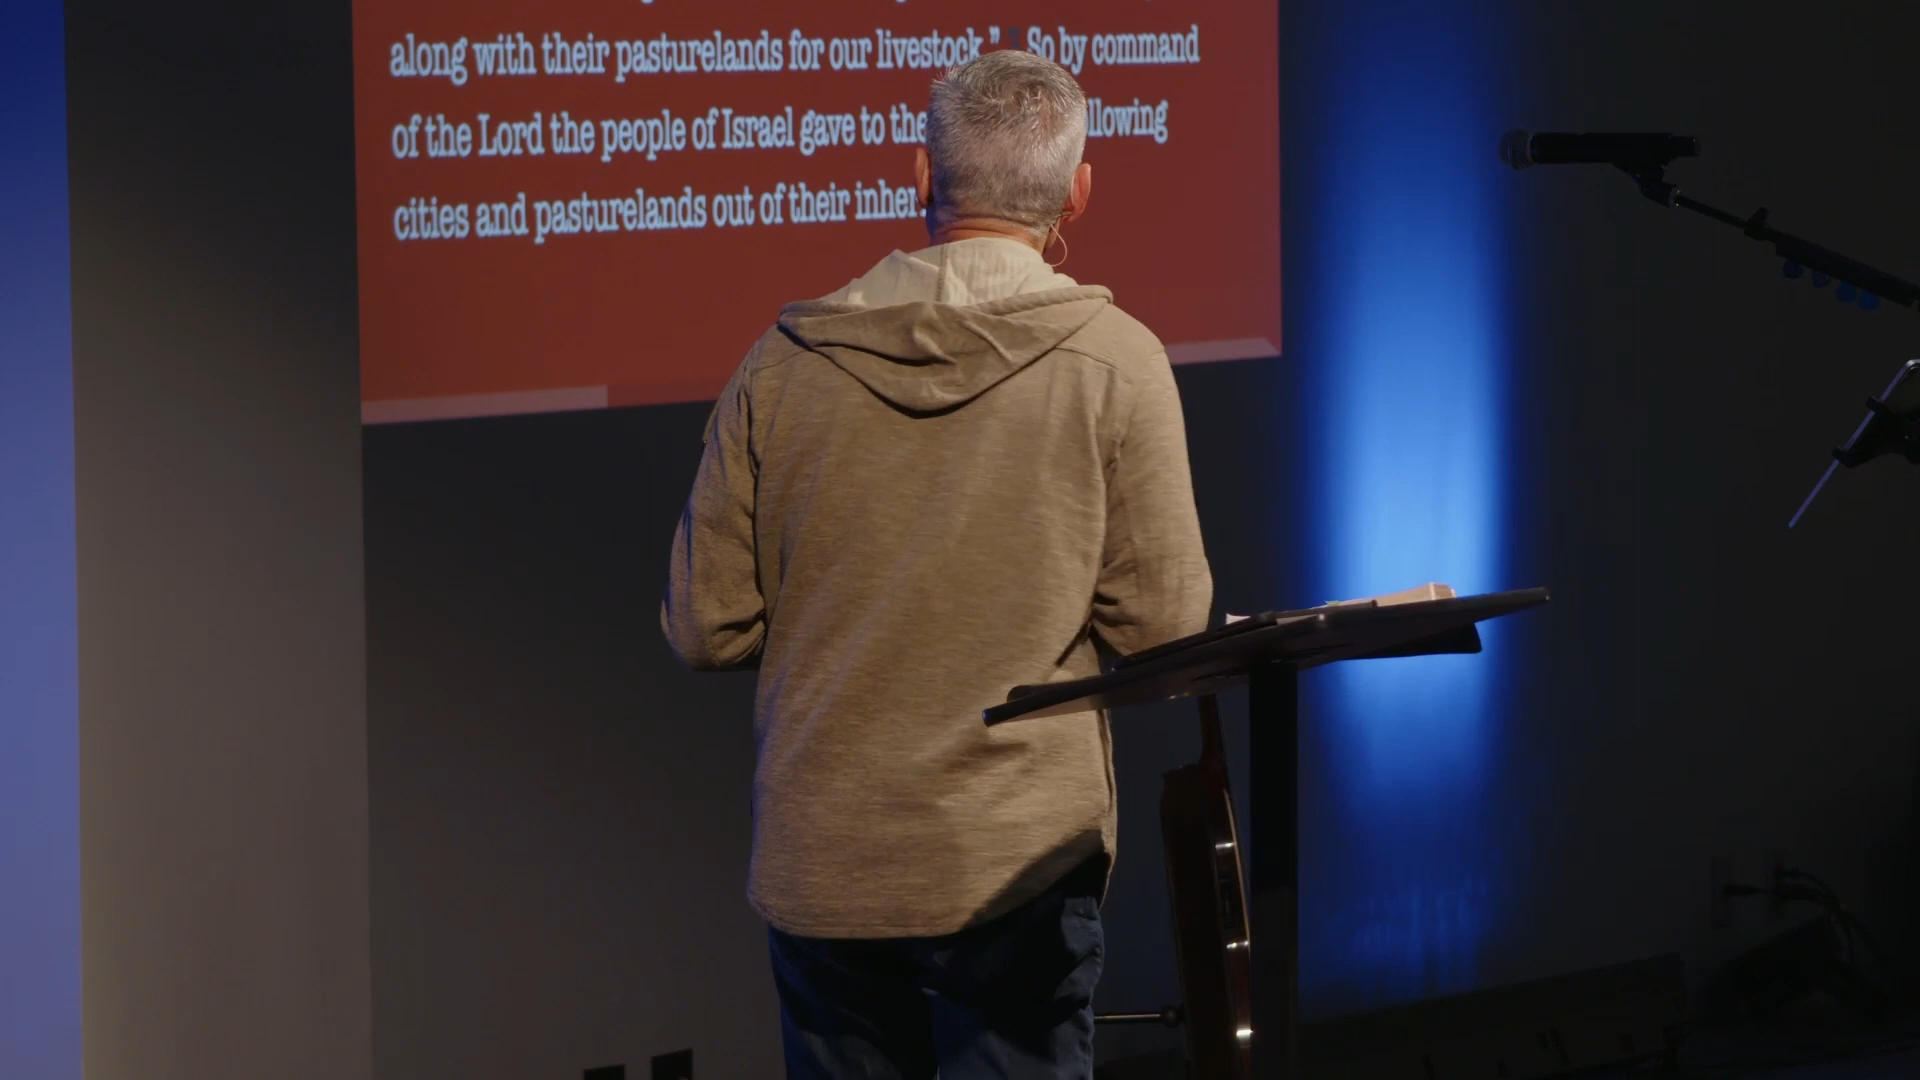 along with their pasturelands for our livestock.” So by command
of the Lord the people of Israel gave to the llowing
cities and pasturelands out of their inher